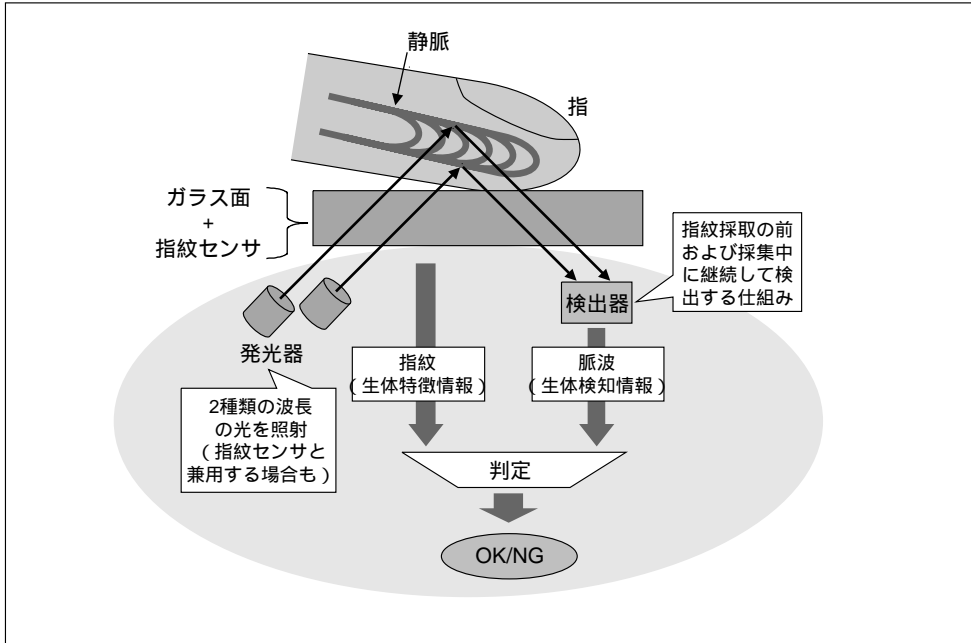 静脈
指
ガラス面
+
指紋センサ
指紋採取の前
および採集中
に継続して検
出する仕組み
検出器
発光器
指紋
(生体特徴情報)
脈波
(生体検知情報)
2種類の波長
の光を照射
(指紋センサと
兼用する場合も)
判定
OK/NG